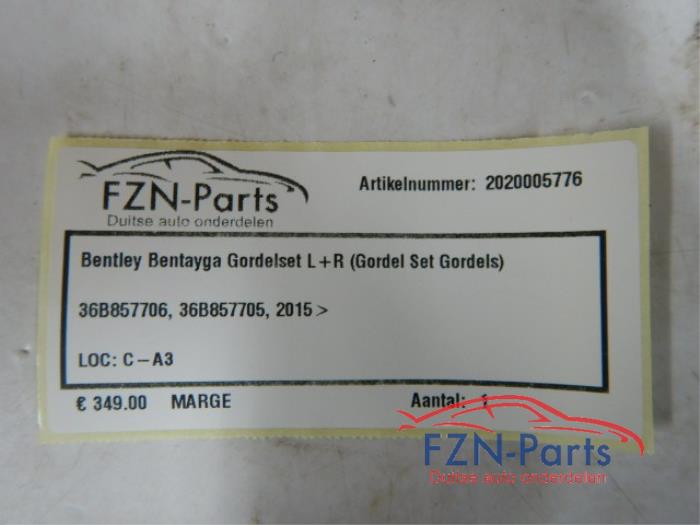 FZN-Parts
Duitse auto onderdelen
Artikelnummer: 2020005776
Bentley Bentayga Gordelset L+R (Gordel Set Gordels)
36B857706, 36B857705, 2015 >
LOC: C-A3
€ 349.00 MARGE Aantal: 1
FZN-Parts
Duitse auto onderdelen